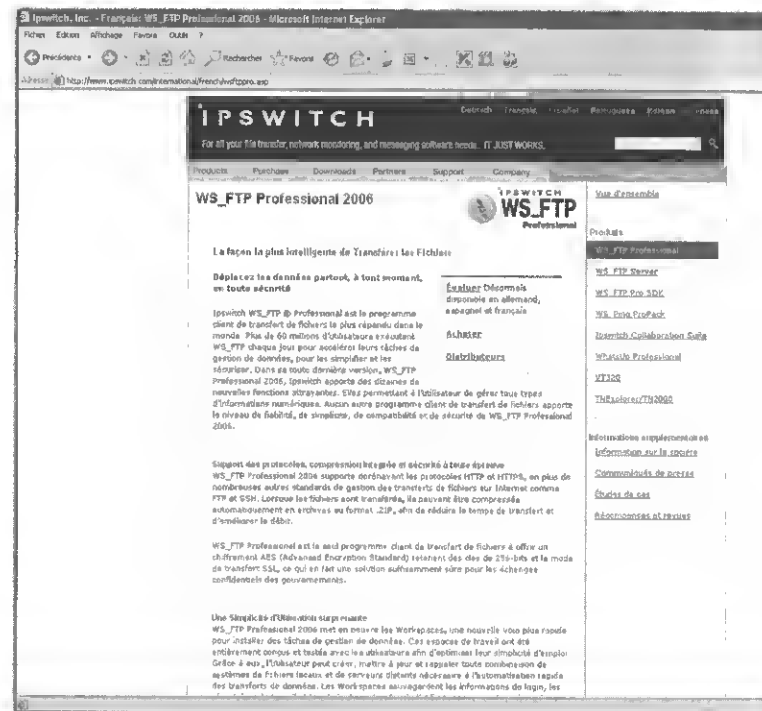 Ipswitch, Inc. - Français: WS_FTP Professional 2006 - Microsoft Internet Explorer
Fichier Edition Affichage Favoris Outils ?
Précédente Rechercher Favoris
Adresse http://www.ipswitch.com/international/french/wsftppro.asp
IPSWITCH
Deutsch Français Español Portuguese Korean
For all your file transfer, network monitoring, and messaging software needs. IT JUST WORKS.
Products Purchase Downloads Partners Support Company
WS_FTP Professional 2006
IPSWITCH
WS_FTP
Professional
La façon la plus intelligente de Transférer les Fichiers
Déplacez les données partout, à tout moment,
en toute sécurité
Ipswitch WS_FTP ® Professional est le programme
client de transfert de fichiers le plus répandu dans le
monde. Plus de 60 millions d'utilisateurs exécutent
WS_FTP chaque jour pour accélérer leurs tâches de
gestion de données, pour les simplifier et les
sécuriser. Dans sa toute dernière version, WS_FTP
Professional 2006, Ipswitch apporte des dizaines de
nouvelles fonctions attrayantes. Elles permettent à l'utilisateur de gérer tous types
d'informations numériques. Aucun autre programme client de transfert de fichiers apporte
le niveau de fiabilité, de simplicité, de compatibilité et de sécurité de WS_FTP Professional
2006.
Évaluer Désormais
disponible en allemand,
espagnol et français
Acheter
Distributeurs
Support des protocoles, compression intégrée et sécurité à toute épreuve
WS_FTP Professional 2006 supporte dorénavant les protocoles HTTP et HTTPS, en plus de
nombreuses autres standards de gestion des transferts de fichiers sur Internet comme
FTP et SSH. Lorsque les fichiers sont transférés, ils peuvent être compressés
automatiquement en archives au format .ZIP, afin de réduire le temps de transfert et
d'améliorer le débit.
WS_FTP Professional est le seul programme client de transfert de fichiers à offrir un
chiffrement AES (Advanced Encryption Standard) retenant des clés de 256-bits et le mode
de transfert SSL, ce qui en fait une solution suffisamment sûre pour les échanges
confidentiels des gouvernements.
Une Simplicité d'Utilisation surprenante
WS_FTP Professional 2006 met en oeuvre les Workspaces, une nouvelle voie plus rapide
pour installer des tâches de gestion de données. Ces espaces de travail ont été
entièrement conçus et testés avec les utilisateurs afin d'optimiser leur simplicité d'emploi.
Grâce à eux, l'utilisateur peut créer, mettre à jour et rappeler toute combinaison de
systèmes de fichiers locaux et de serveurs distants nécessaire à l'automatisation rapide
des transferts de données. Les Workspaces sauvegardent les informations de login, les
Vue d'ensemble
Produits
WS_FTP Professional
WS_FTP Server
WS_FTP Pro SDK
WS_Ping ProPack
Ipswitch Collaboration Suite
WhatsUp Professional
VT320
TNExplorer/TN2000
Informations supplementaires
Information sur la société
Communiqués de presse
Études de cas
Récompenses et revues